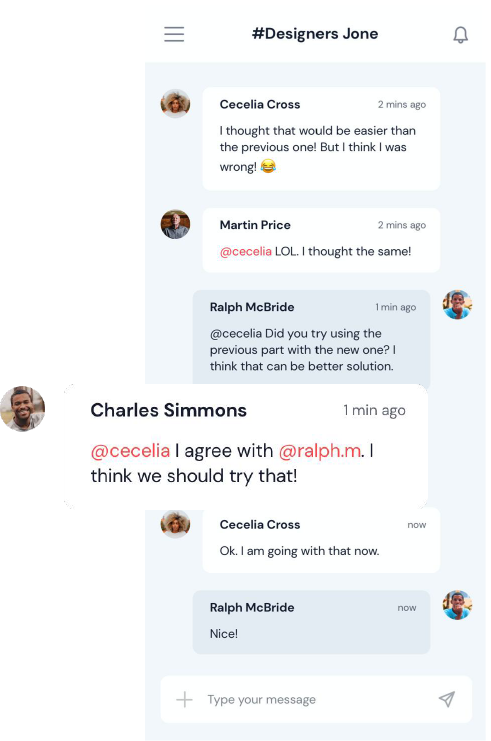 #Designers Jone
Cecelia Cross 2 mins ago
I thought that would be easier than
the previous one! But I think I was
wrong! 😂
Martin Price 2 mins ago
@cecelia LOL. I thought the same!
Ralph McBride 1 min ago
@cecelia Did you try using the
previous part with the new one? I
think that can be better solution.
Charles Simmons 1 min ago
@cecelia I agree with @ralph.m. I
think we should try that!
Cecelia Cross now
Ok. I am going with that now.
Ralph McBride now
Nice!
Type your message